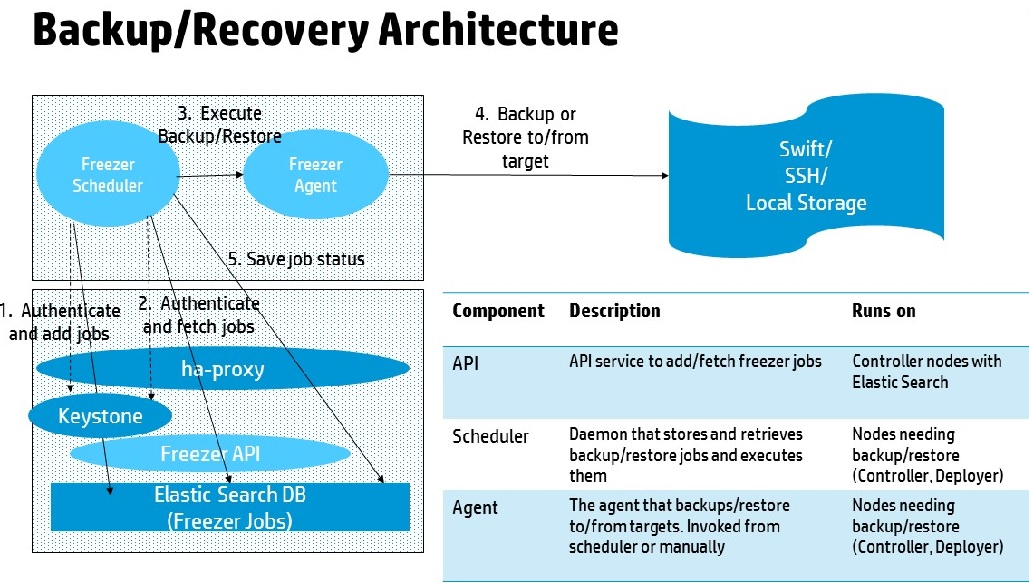 Backup/Recovery Architecture
3. Execute
Backup/Restore
Freezer
Scheduler
Freezer
Agent
4. Backup or
Restore to/from
target
Swift/
SSH/
Local Storage
5. Save job status
1. Authenticate
and add jobs
2. Authenticate
and fetch jobs
ha-proxy
Keystone
Freezer API
Elastic Search DB
(Freezer Jobs)
Component Description Runs on
API API service to add/fetch freezer jobs Controller nodes with
Elastic Search
Scheduler Daemon that stores and retrieves Nodes needing
backup/restore jobs and executes backup/restore
them (Controller, Deployer)
Agent The agent that backups/restore Nodes needing
to/from targets. Invoked from backup/restore
scheduler or manually (Controller, Deployer)